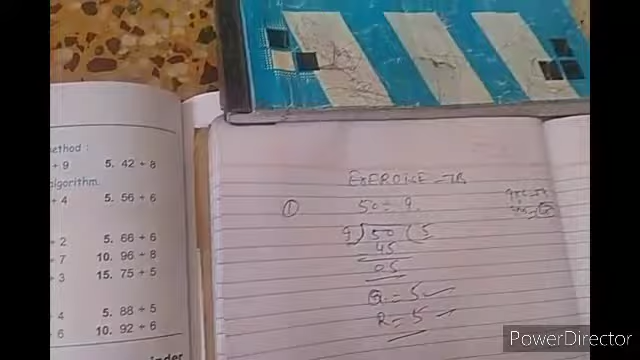 ethod :
÷ 9 5. 42 ÷ 8
algorithm.
÷ 4 5. 56 ÷ 6
÷ 2 5. 66 ÷ 6
÷ 7 10. 96 ÷ 8
÷ 3 15. 75 ÷ 5
÷ 4 5. 88 ÷ 5
÷ 6 10. 92 ÷ 6
inder
EXERCISE - 7B
① 50 ÷ 9.
9)50(5
45
05
Q = 5
R = 5
PowerDirector